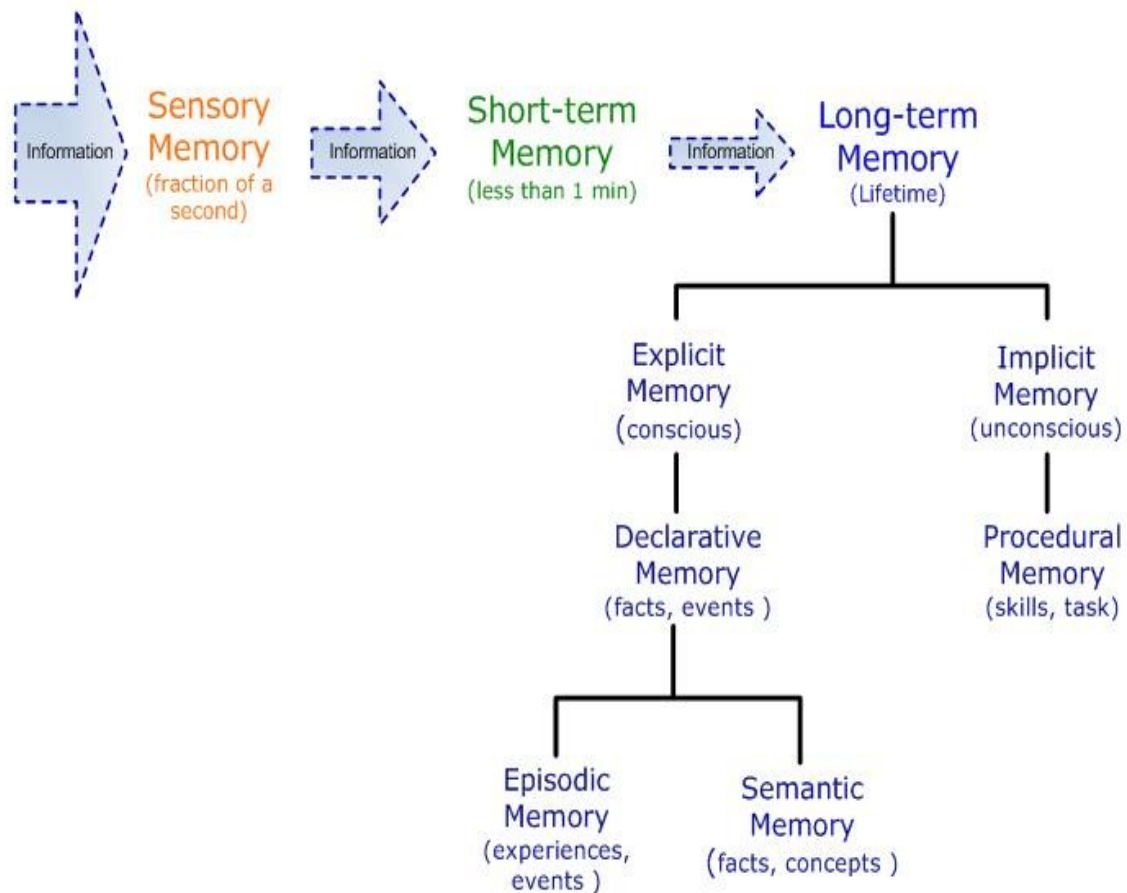 Information
Sensory
Memory
(fraction of a
second)
Information
Short-term
Memory
(less than 1 min)
Information
Long-term
Memory
(Lifetime)
Explicit
Memory
(conscious)
Implicit
Memory
(unconscious)
Declarative
Memory
(facts, events )
Procedural
Memory
(skills, task)
Episodic
Memory
(experiences,
events )
Semantic
Memory
(facts, concepts )